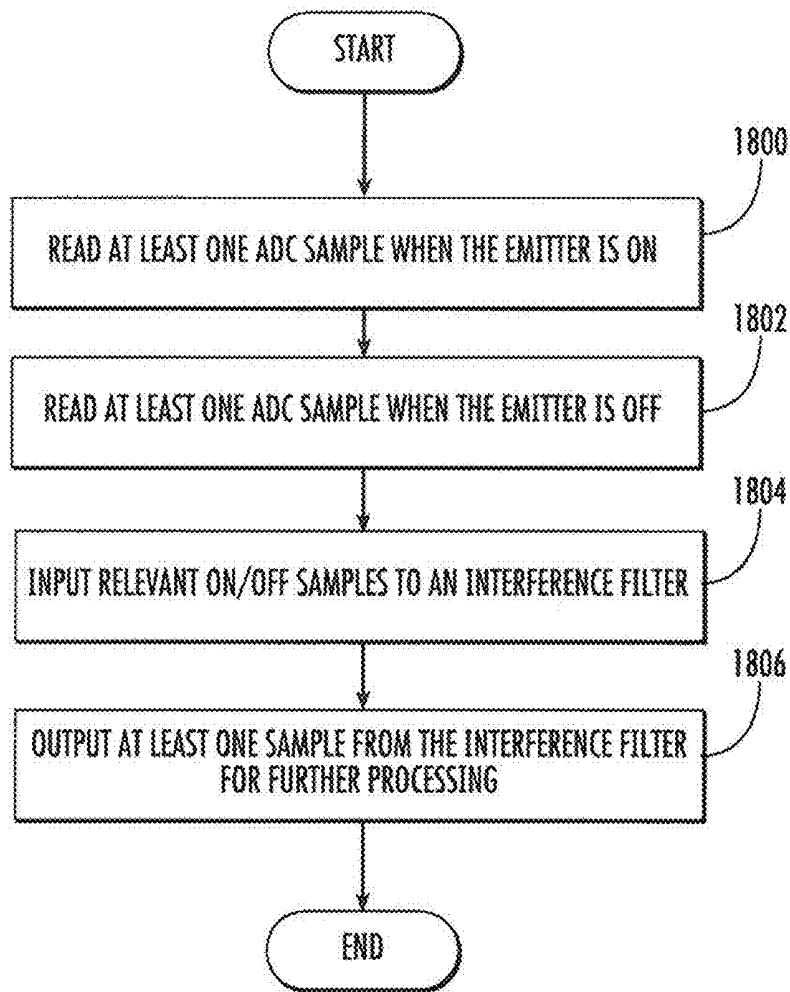 START
1800
READ AT LEAST ONE ADC SAMPLE WHEN THE EMITTER IS ON
1802
READ AT LEAST ONE ADC SAMPLE WHEN THE EMITTER IS OFF
1804
INPUT RELEVANT ON/OFF SAMPLES TO AN INTERFERENCE FILTER
1806
OUTPUT AT LEAST ONE SAMPLE FROM THE INTERFERENCE FILTER
FOR FURTHER PROCESSING
END